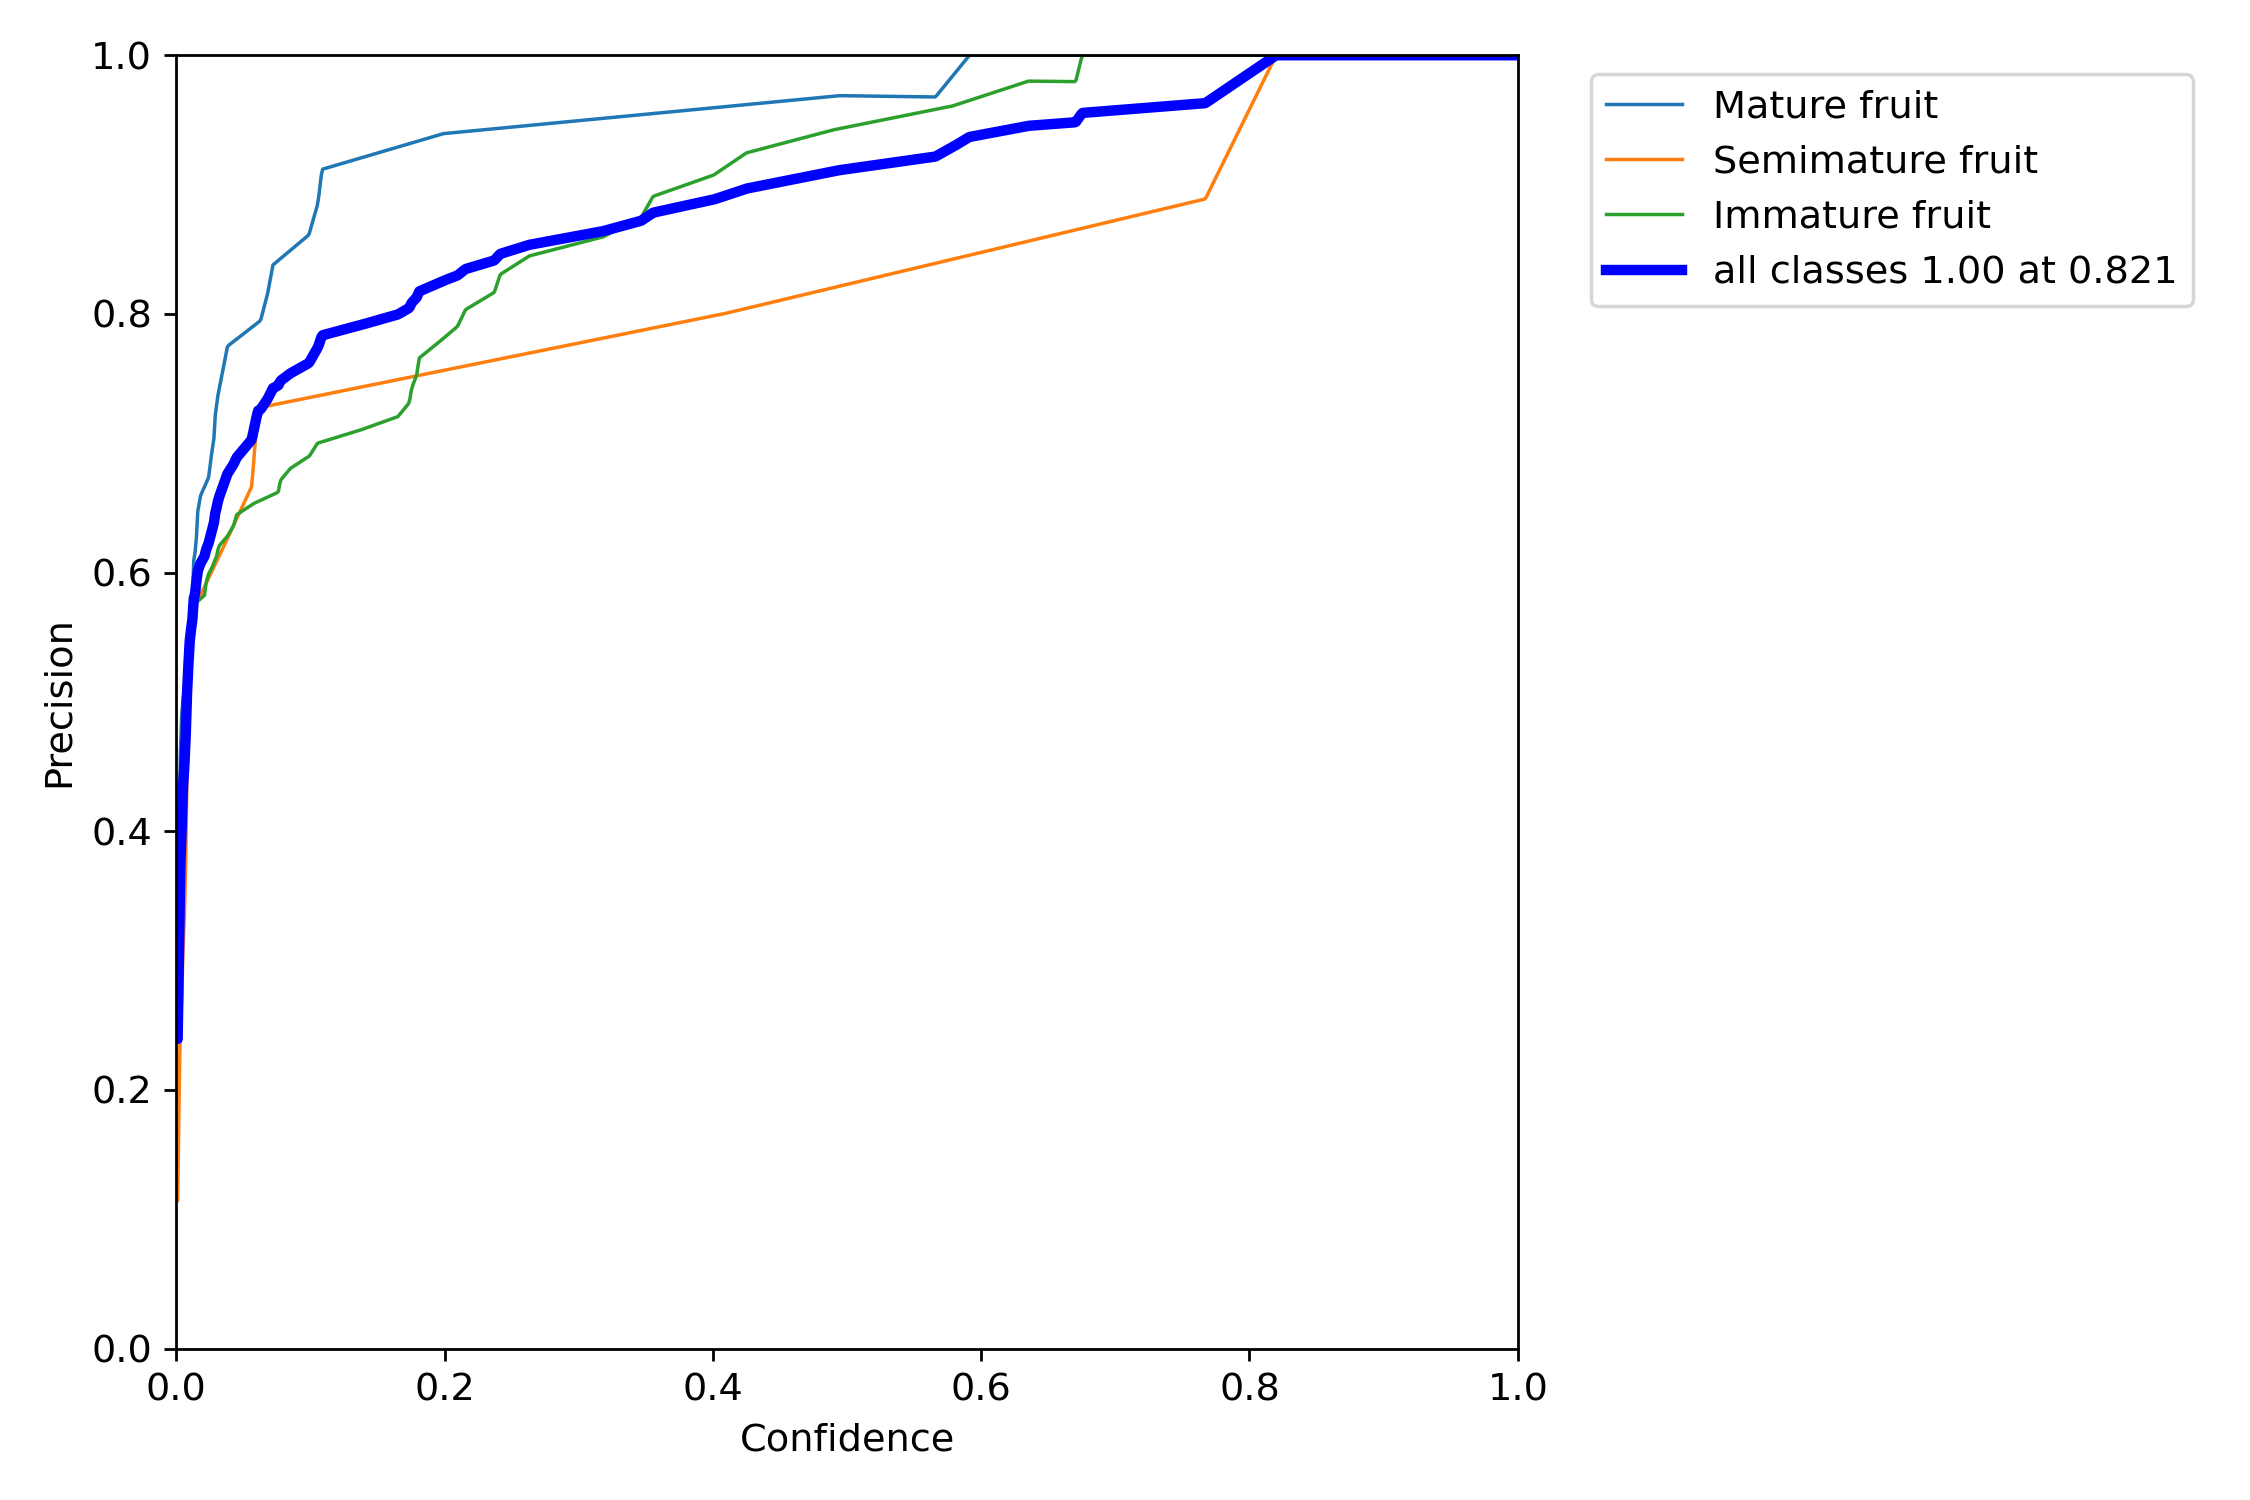 Precision
1.0
0.8
0.6
0.4
0.2
0.0
0.0 0.2 0.4 0.6 0.8 1.0
Confidence
Mature fruit
Semimature fruit
Immature fruit
all classes 1.00 at 0.821